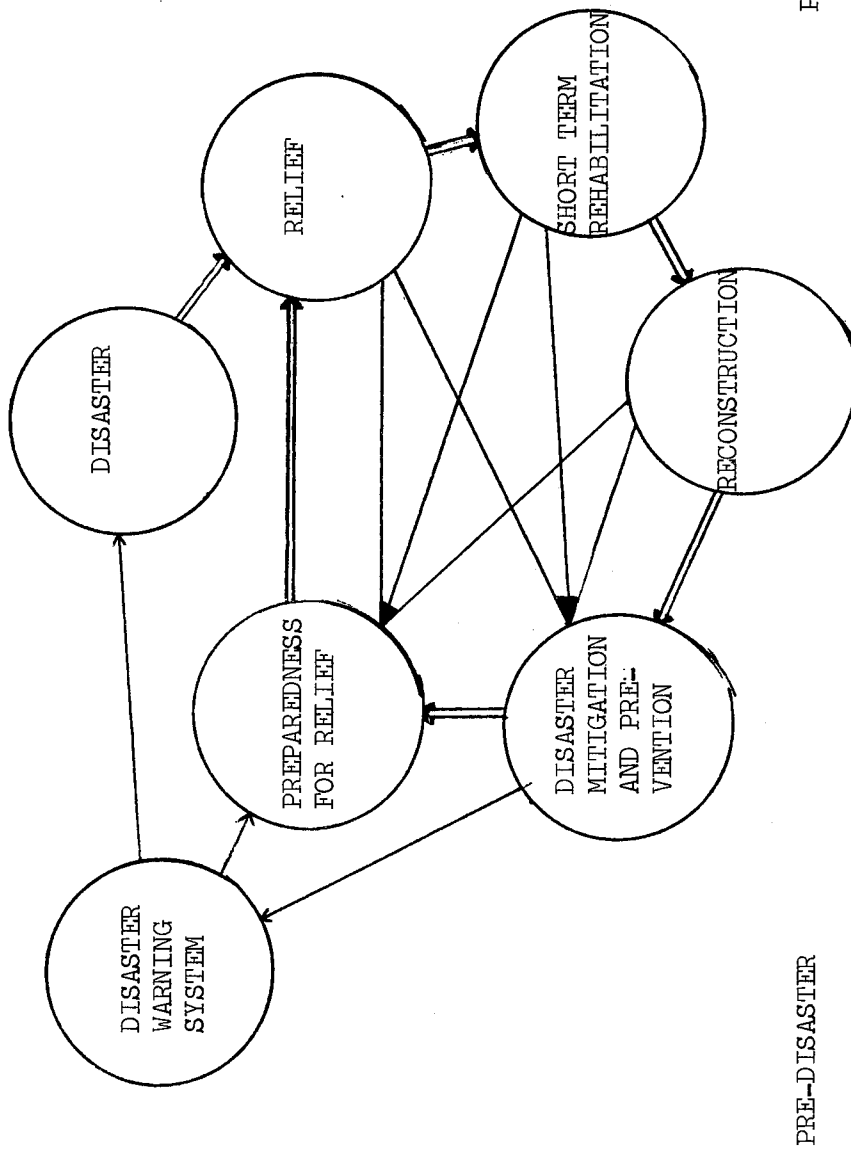 DISASTER
DISASTER
WARNING
SYSTEM
PREPAREDNESS
FOR RELIEF
RELIEF
DISASTER
MITIGATION
AND PRE-
VENTION
SHORT TERM
REHABILITATION
RECONSTRUCTION
PRE-DISASTER